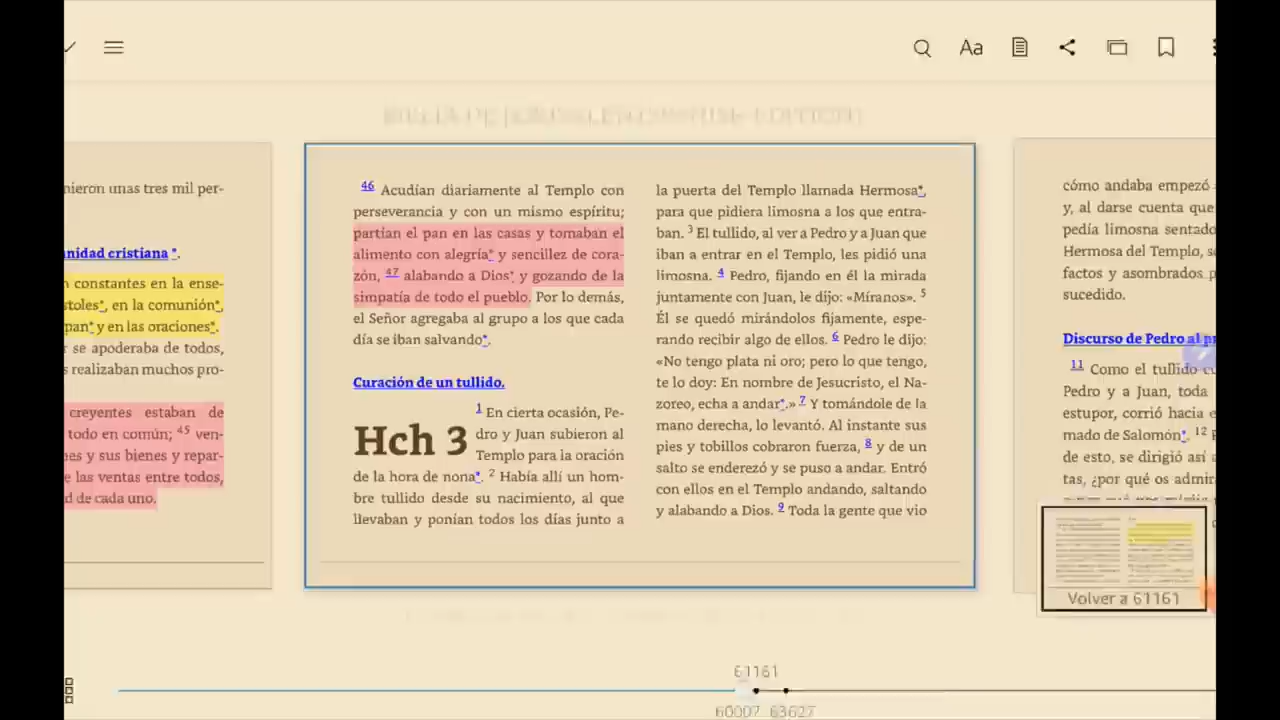 Aa
BIBLIA DE JERUSALÉN (SPANISH EDITION)
nieron unas tres mil per-
nidad cristiana *.
constantes en la ense-
stoles*, en la comunión*,
pan* y en las oraciones*.
se apoderaba de todos,
s realizaban muchos pro-
creyentes estaban de
todo en común; 45 ven-
es y sus bienes y repar-
las ventas entre todos,
d de cada uno.
46 Acudían diariamente al Templo con
perseverancia y con un mismo espíritu;
partían el pan en las casas y tomaban el
alimento con alegría* y sencillez de cora-
zón, 47 alabando a Dios* y gozando de la
simpatía de todo el pueblo. Por lo demás,
el Señor agregaba al grupo a los que cada
día se iban salvando*.
Curación de un tullido.
Hch 3
1 En cierta ocasión, Pe-
dro y Juan subieron al
Templo para la oración
de la hora de nona*. 2 Había allí un hom-
bre tullido desde su nacimiento, al que
llevaban y ponían todos los días junto a
la puerta del Templo llamada Hermosa*,
para que pidiera limosna a los que entra-
ban. 3 El tullido, al ver a Pedro y a Juan que
iban a entrar en el Templo, les pidió una
limosna. 4 Pedro, fijando en él la mirada
juntamente con Juan, le dijo: «Míranos». 5
Él se quedó mirándolos fijamente, espe-
rando recibir algo de ellos. 6 Pedro le dijo:
«No tengo plata ni oro; pero lo que tengo,
te lo doy: En nombre de Jesucristo, el Na-
zoreo, echa a andar*.» 7 Y tomándole de la
mano derecha, lo levantó. Al instante sus
pies y tobillos cobraron fuerza, 8 y de un
salto se enderezó y se puso a andar. Entró
con ellos en el Templo andando, saltando
y alabando a Dios. 9 Toda la gente que vio
cómo andaba empezó
y, al darse cuenta que
pedía limosna sentado
Hermosa del Templo, s
factos y asombrados p
sucedido.
Discurso de Pedro al p
11 Como el tullido
Pedro y a Juan, toda
estupor, corrió hacia e
mado de Salomón*. 12
de esto, se dirigió así a
tas, ¿por qué os admir
Volver a 61161
61161
60007 63627